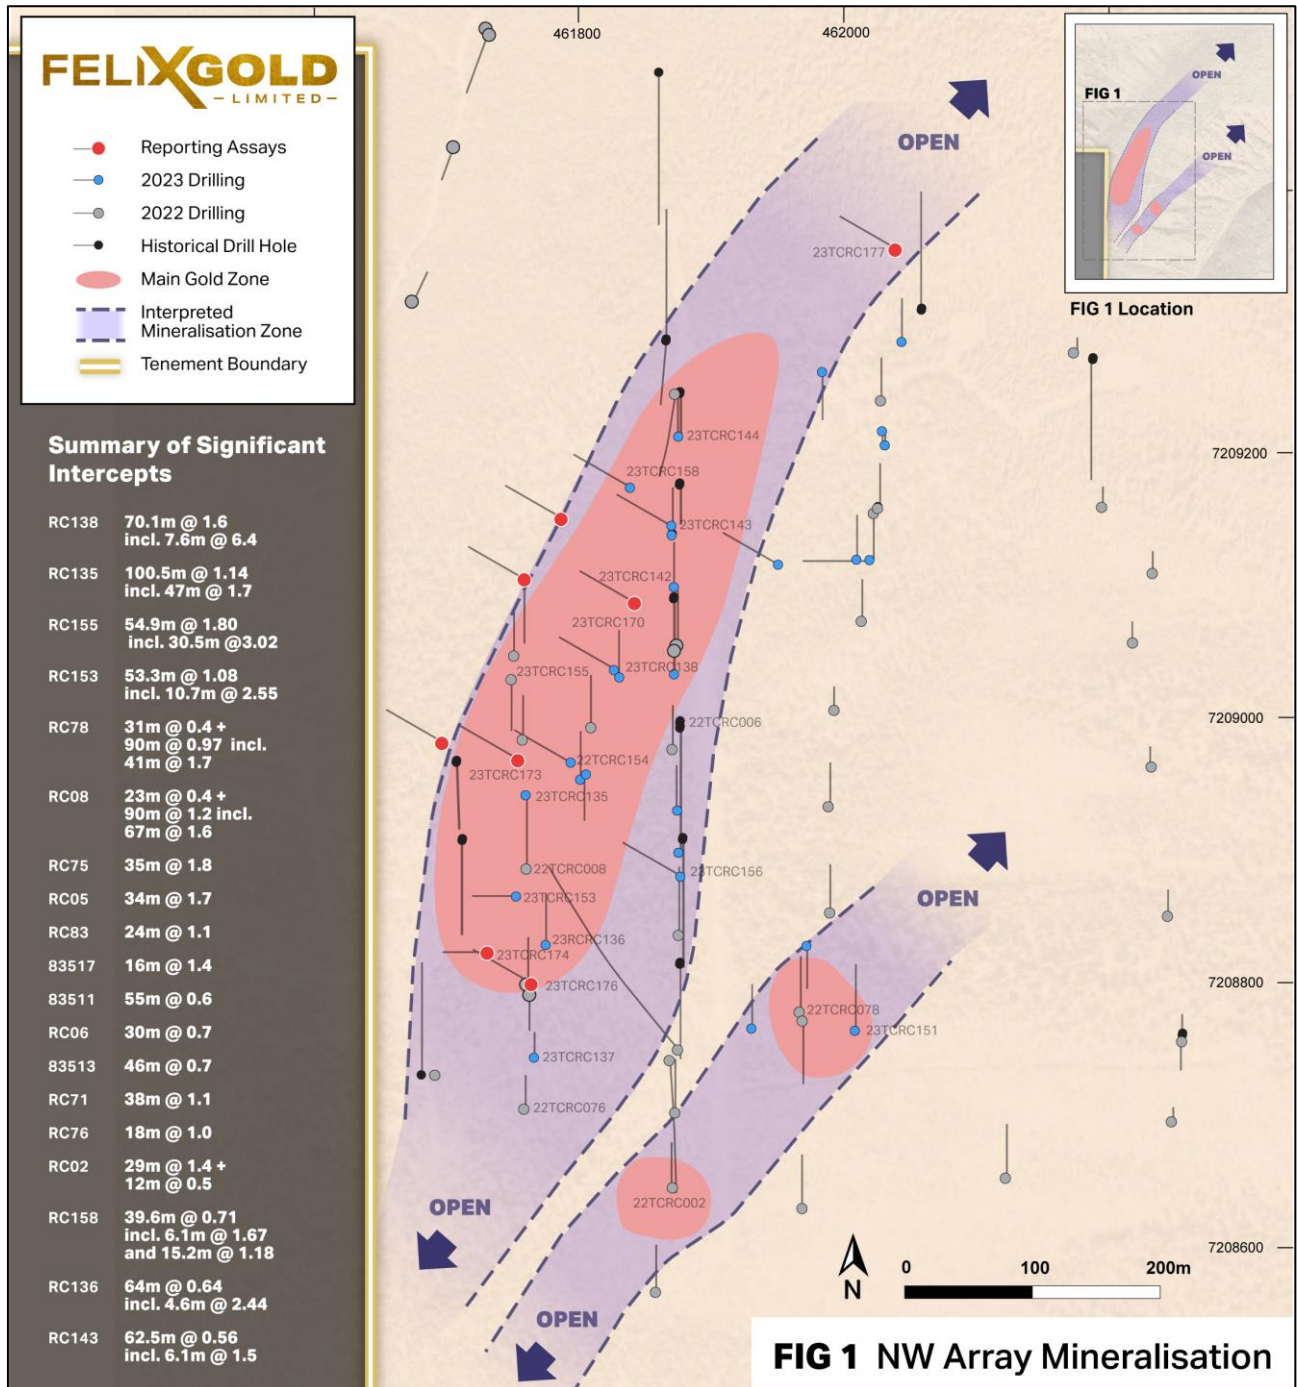 FELIXGOLD
LIMITED
Reporting Assays
2023 Drilling
2022 Drilling
Historical Drill Hole
Main Gold Zone
Interpreted
Mineralisation Zone
Tenement Boundary
Summary of Significant
Intercepts
RC138 70.1m @ 1.6
incl. 7.6m @ 6.4
RC135 100.5m @ 1.14
incl. 47m @ 1.7
RC155 54.9m @ 1.80
incl. 30.5m @3.02
RC153 53.3m @ 1.08
incl. 10.7m @ 2.55
RC78 31m @ 0.4 +
90m @ 0.97 incl.
41m @ 1.7
RC08 23m @ 0.4 +
90m @ 1.2 incl.
67m @ 1.6
RC75 35m @ 1.8
RC05 34m @ 1.7
RC83 24m @ 1.1
83517 16m @ 1.4
83511 55m @ 0.6
RC06 30m @ 0.7
83513 46m @ 0.7
RC71 38m @ 1.1
RC76 18m @ 1.0
RC02 29m @ 1.4 +
12m @ 0.5
RC158 39.6m @ 0.71
incl 6.1m @ 1.67
and 15.2m @ 1.18
RC136 64m @ 0.64
incl. 4.6m @ 2.44
RC143 62.5m @ 0.56
incl. 6.1m @ 1.5
461800
462000
OPEN
23TCRC177
23TCRC144
23TCRC158
23TCRC143
23TCRC142
23TCRC170
23TCRC155
23TCRC138
22TCRC006
22TCRC154
23TCRC173
23TCRC135
22TCRC008
23TCRC156
23TCRC153
23RCRC136
23TCRC174
23TCRC176
23TCRC137
22TCRC076
OPEN
22TCRC078
23TCRC151
22TCRC002
OPEN
OPEN
FIG 1
OPEN
OPEN
FIG 1 Location
7209200
7209000
7208800
7208600
N
0 100 200m
FIG 1 NW Array Mineralisation